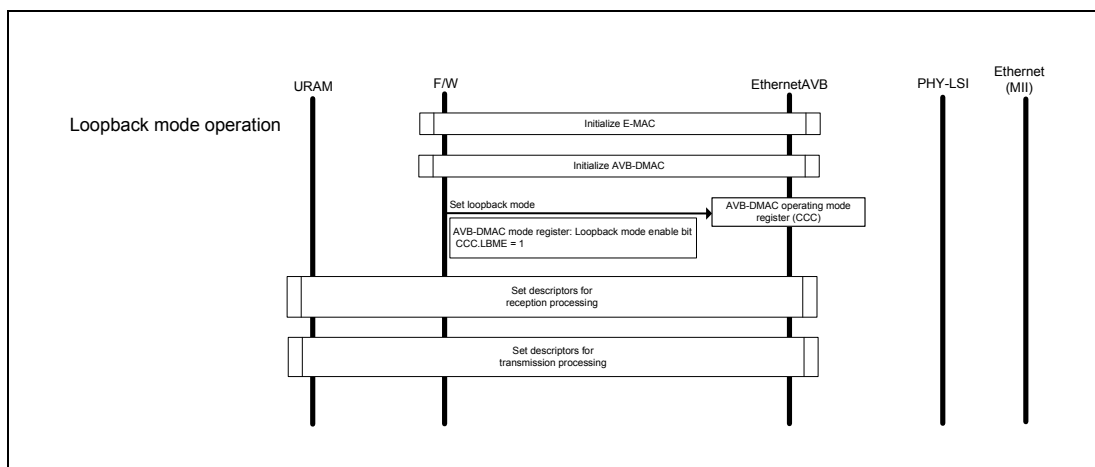 URAM
F/W
EthernetAVB
PHY-LSI
Ethernet
(MII)
Loopback mode operation
Initialize E-MAC
Initialize AVB-DMAC
Set loopback mode
AVB-DMAC operating mode
register (CCC)
AVB-DMAC mode register: Loopback mode enable bit
CCC.LBME = 1
Set descriptors for
reception processing
Set descriptors for
transmission processing